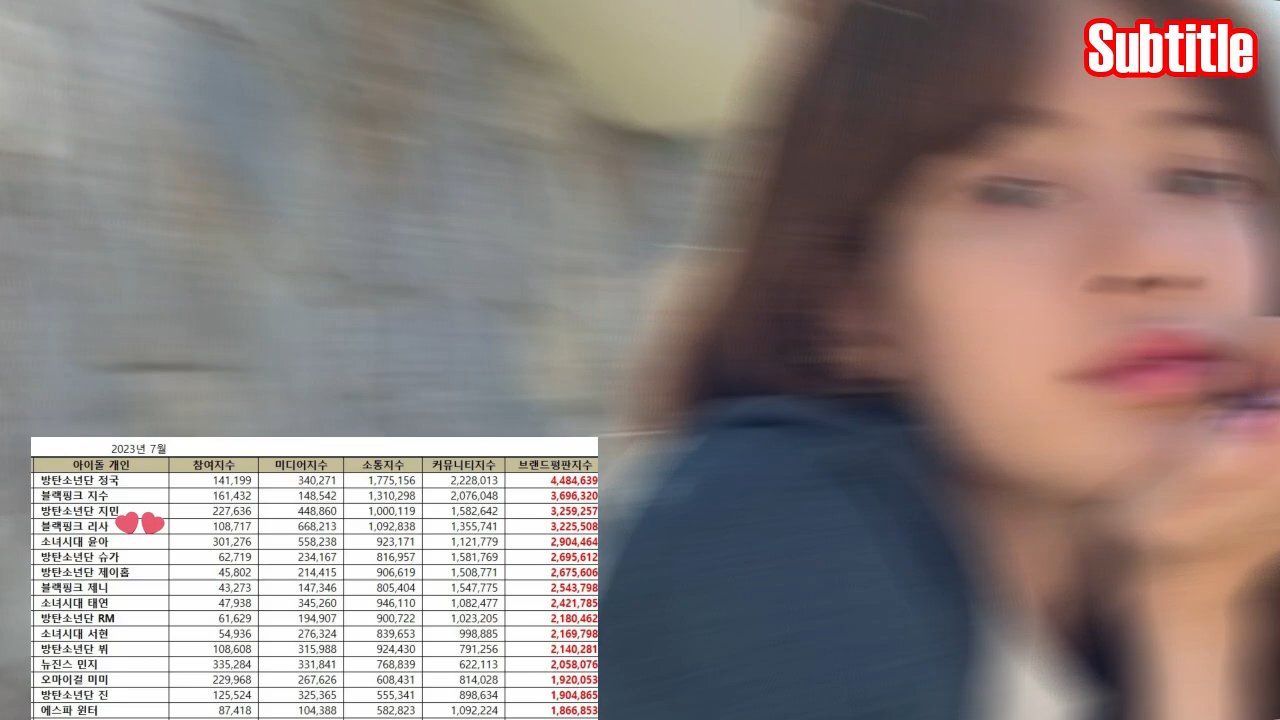 Subtitle
2023년 7월
아이돌 개인 참여지수 미디어지수 소통지수 커뮤니티지수 브랜드평판지수
방탄소년단 정국 141,199 340,271 1,775,156 2,228,013 4,484,639
블랙핑크 지수 161,432 148,542 1,310,298 2,076,048 3,696,320
방탄소년단 지민 227,636 448,860 1,000,119 1,582,642 3,259,257
블랙핑크 리사 108,717 668,213 1,092,838 1,355,741 3,225,508
소녀시대 윤아 301,276 558,238 923,171 1,121,779 2,904,464
방탄소년단 슈가 62,719 234,167 816,957 1,581,769 2,695,612
방탄소년단 제이홉 45,802 214,415 906,619 1,508,771 2,675,606
블랙핑크 제니 43,273 147,346 805,404 1,547,775 2,543,798
소녀시대 태연 47,938 345,260 946,110 1,082,477 2,421,785
방탄소년단 RM 61,629 194,907 900,722 1,023,205 2,180,462
소녀시대 서현 54,936 276,324 839,653 998,885 2,169,798
방탄소년단 뷔 108,608 315,988 924,430 791,256 2,140,281
뉴진스 민지 335,284 331,841 768,839 622,113 2,058,076
오마이걸 미미 229,968 267,626 608,431 814,028 1,920,053
방탄소년단 진 125,524 325,365 555,341 898,634 1,904,865
에스파 윈터 87,418 104,388 582,823 1,092,224 1,866,853